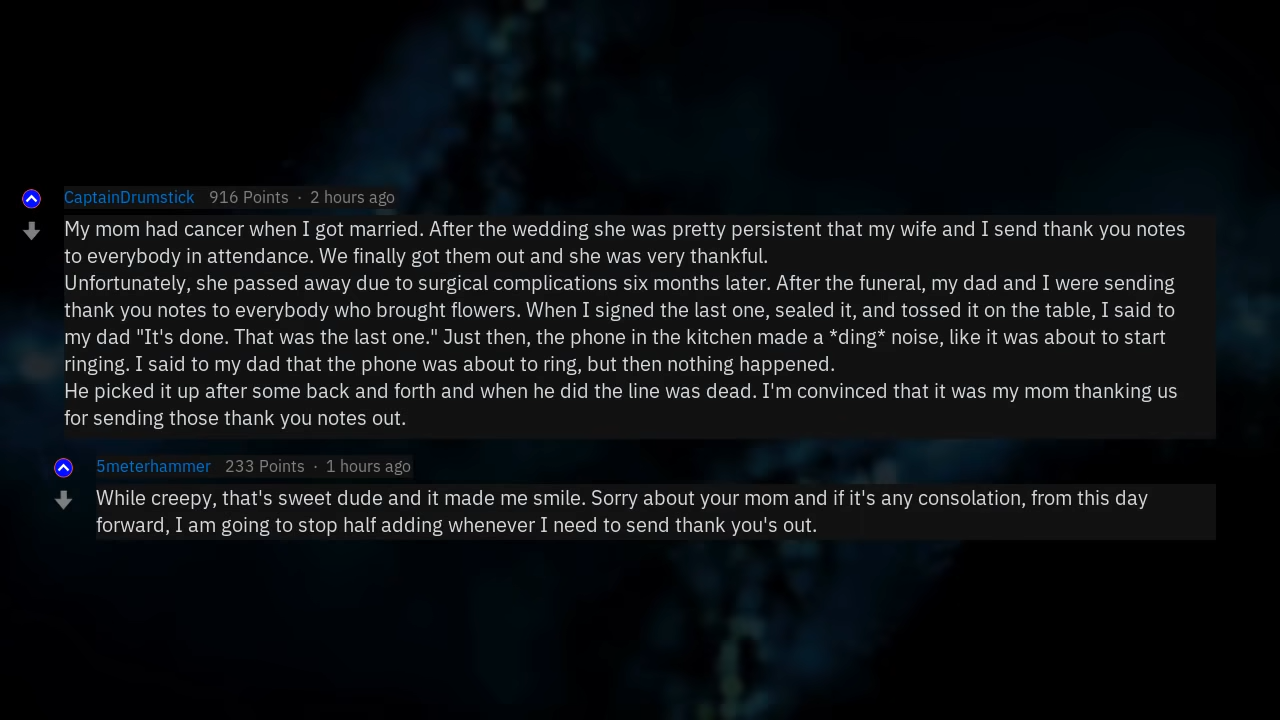 CaptainDrumstick 916 Points · 2 hours ago
My mom had cancer when I got married. After the wedding she was pretty persistent that my wife and I send thank you notes
to everybody in attendance. We finally got them out and she was very thankful.
Unfortunately, she passed away due to surgical complications six months later. After the funeral, my dad and I were sending
thank you notes to everybody who brought flowers. When I signed the last one, sealed it, and tossed it on the table, I said to
my dad "It's done. That was the last one." Just then, the phone in the kitchen made a *ding* noise, like it was about to start
ringing. I said to my dad that the phone was about to ring, but then nothing happened.
He picked it up after some back and forth and when he did the line was dead. I'm convinced that it was my mom thanking us
for sending those thank you notes out.
5meterhammer 233 Points · 1 hours ago
While creepy, that's sweet dude and it made me smile. Sorry about your mom and if it's any consolation, from this day
forward, I am going to stop half adding whenever I need to send thank you's out.